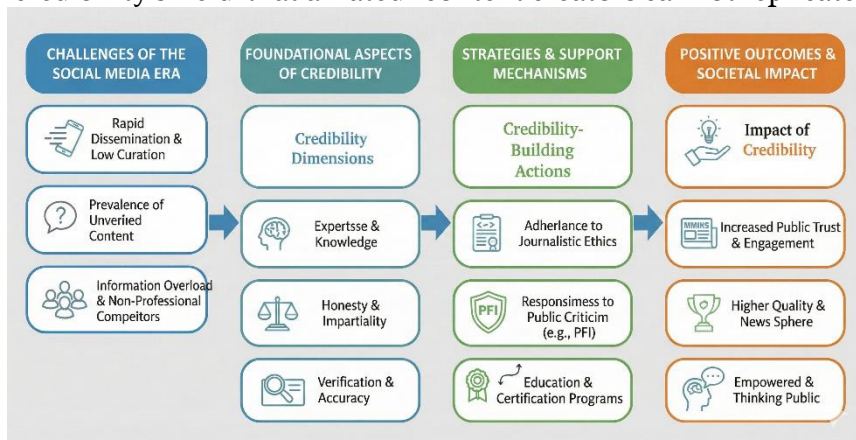 CHALLENGES OF THE
SOCIAL MEDIA ERA
Rapid
Dissemination &
Low Curation
Prevalence of
Unveriied
Content
Information Overload
& Non-Professional
Compeitors
FOUNDATIONAL ASPECTS
OF CREDIBILITY
Credibility
Dimensions
Expertsse &
Knowledge
Honesty &
Impartiality
Verification &
Accuracy
STRATEGIES & SUPPORT
MECHANISMS
Credibility-
Building
Actions
Adherlance to
Journalistic Ethics
PFI
Responsimess to
Public Criticim
(e.g., PFI)
Education &
Certification Programs
POSITIVE OUTCOMES &
SOCIETAL IMPACT
Impact of
Credibility
Increased Public Trust
& Engagement
Higher Quality &
News Sphere
Empowered &
Thinking Public